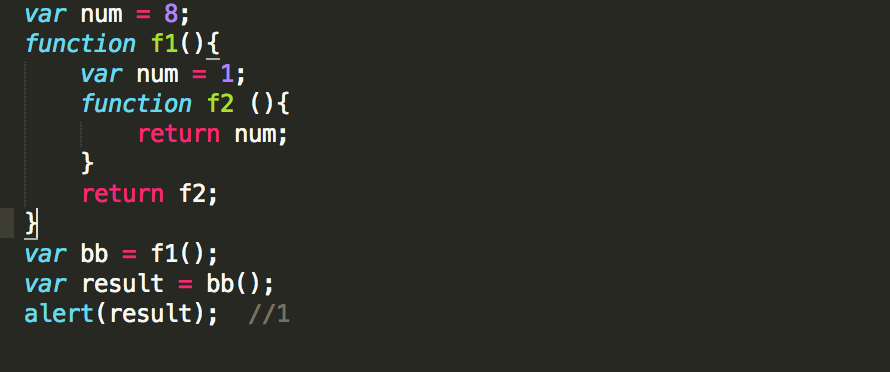 var num = 8;
function f1(){
    var num = 1;
    function f2 (){
        return num;
    }
    return f2;
}
var bb = f1();
var result = bb();
alert(result);  //1